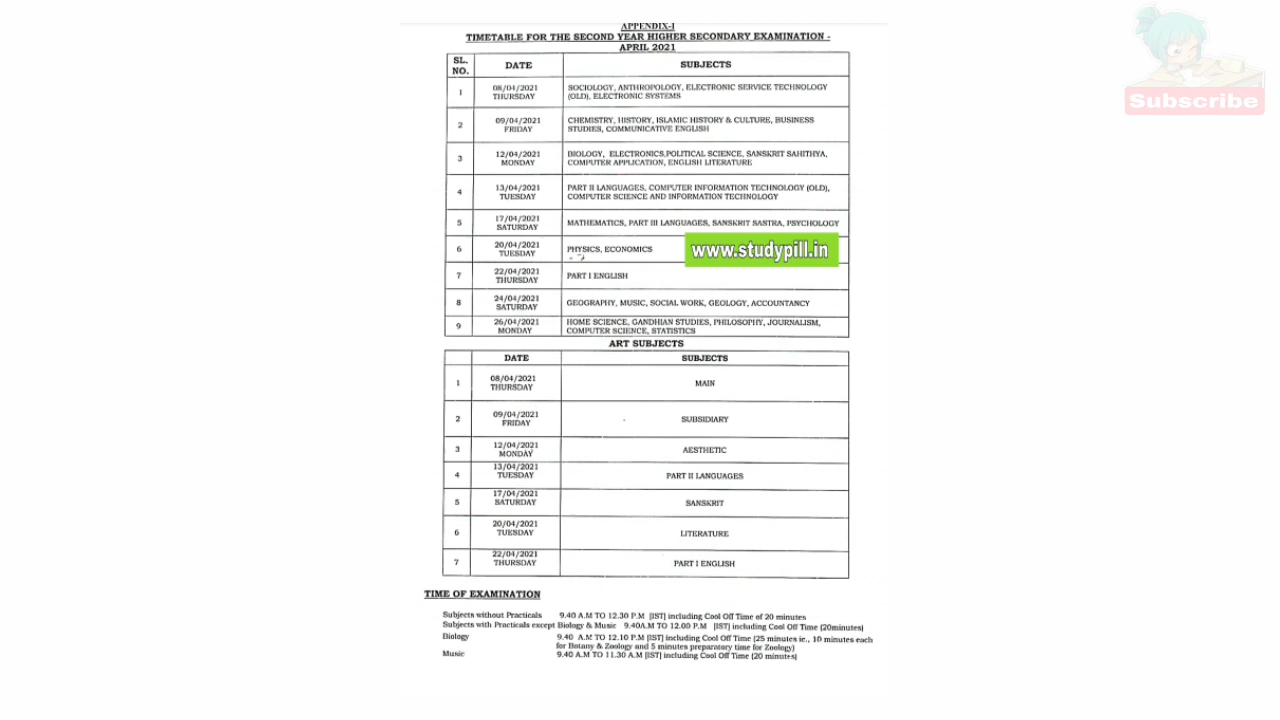 APPENDIX-I
TIMETABLE FOR THE SECOND YEAR HIGHER SECONDARY EXAMINATION -
APRIL 2021
SL. NO. DATE SUBJECTS
1 08/04/2021 THURSDAY SOCIOLOGY, ANTHROPOLOGY, ELECTRONIC SERVICE TECHNOLOGY
(OLD), ELECTRONIC SYSTEMS
2 09/04/2021 FRIDAY CHEMISTRY, HISTORY, ISLAMIC HISTORY & CULTURE, BUSINESS
STUDIES, COMMUNICATIVE ENGLISH
3 12/04/2021 MONDAY BIOLOGY, ELECTRONICS,POLITICAL SCIENCE, SANSKRIT SAHITHYA,
COMPUTER APPLICATION, ENGLISH LITERATURE
4 13/04/2021 TUESDAY PART II LANGUAGES, COMPUTER INFORMATION TECHNOLOGY (OLD),
COMPUTER SCIENCE AND INFORMATION TECHNOLOGY
5 17/04/2021 SATURDAY MATHEMATICS, PART III LANGUAGES, SANSKRIT SASTRA, PSYCHOLOGY
6 20/04/2021 TUESDAY PHYSICS, ECONOMICS
www.studypill.in
7 22/04/2021 THURSDAY PART I ENGLISH
8 24/04/2021 SATURDAY GEOGRAPHY, MUSIC, SOCIAL WORK, GEOLOGY, ACCOUNTANCY
9 26/04/2021 MONDAY HOME SCIENCE, GANDHIAN STUDIES, PHILOSOPHY, JOURNALISM,
COMPUTER SCIENCE, STATISTICS
ART SUBJECTS
DATE SUBJECTS
1 08/04/2021 THURSDAY MAIN
2 09/04/2021 FRIDAY SUBSIDIARY
3 12/04/2021 MONDAY AESTHETIC
4 13/04/2021 TUESDAY PART II LANGUAGES
5 17/04/2021 SATURDAY SANSKRIT
6 20/04/2021 TUESDAY LITERATURE
7 22/04/2021 THURSDAY PART I ENGLISH
TIME OF EXAMINATION
Subjects without Practicals 9.40 A.M TO 12.30 P.M [IST] including Cool Off Time of 20 minutes
Subjects with Practicals except Biology & Music 9.40A.M TO 12.00 P.M [IST] including Cool Off Time (20minutes)
Biology 9.40 A.M TO 12.10 P.M [IST] including Cool Off Time (25 minutes ie., 10 minutes each
for Botany & Zoology and 5 minutes preparatory time for Zoology)
Music 9.40 A.M TO 11.30 A.M [IST] including Cool Off Time (20 minutes)
Subscribe